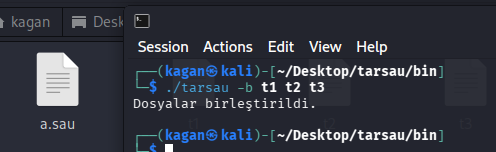 kagan
Desk
a.sau
Session Actions Edit View Help
┌──(kagan㉿kali)-[~/Desktop/tarsau/bin]
└─$ ./tarsau -b t1 t2 t3
Dosyalar birleştirildi.
┌──(kagan㉿kali)-[~/Desktop/tarsau/bin]
└─$